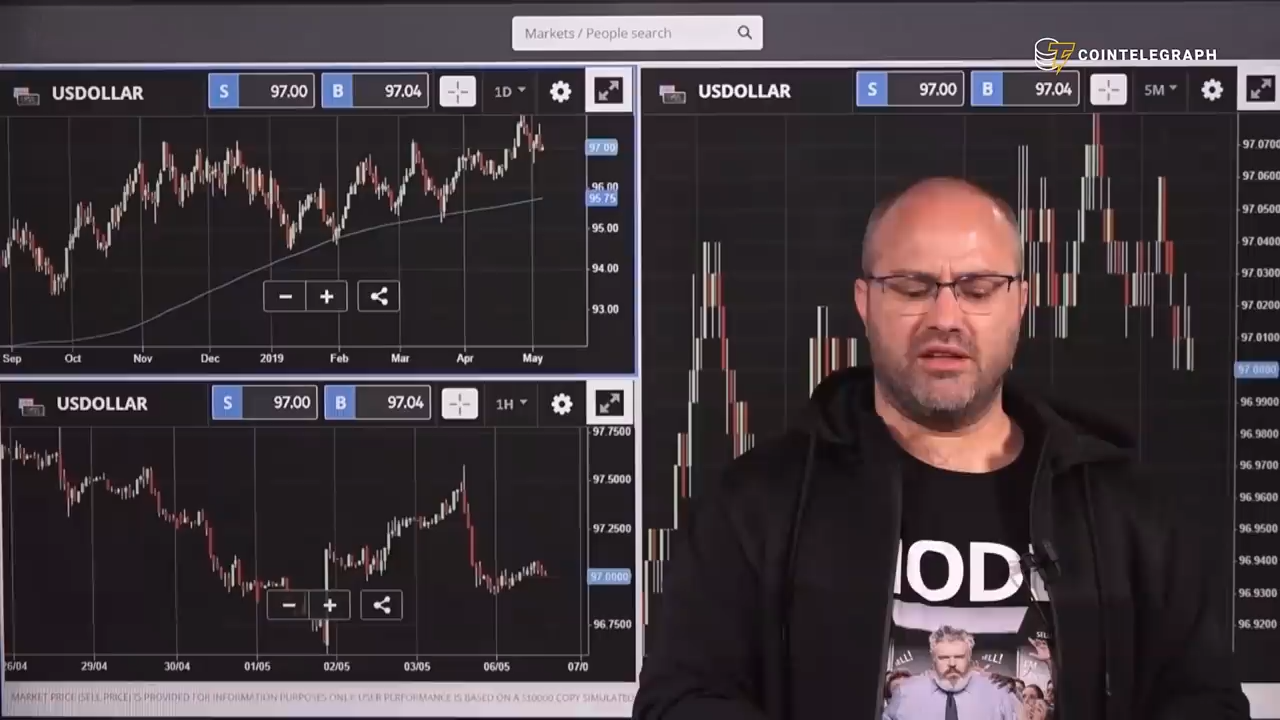 Markets / People search
COINTELEGRAPH
USDOLLAR
S 97.00
B 97.04
1D
97.00
96.00
95.75
95.00
94.00
93.00
Sep Oct Nov Dec 2019 Feb Mar Apr May
USDOLLAR
S 97.00
B 97.04
5M
97.0700
97.0600
97.0500
97.0400
97.0300
97.0200
97.0100
97.0000
96.9900
96.9800
96.9700
96.9600
96.9500
96.9400
96.9300
96.9200
USDOLLAR
S 97.00
B 97.04
1H
97.7500
97.5000
97.2500
97.0000
96.7500
26/04 29/04 30/04 01/05 02/05 03/05 06/05 07/0
MARKET PRICE (SELL PRICE) IS PROVIDED FOR INFORMATION PURPOSES ONLY. USER PERFORMANCE IS BASED ON A $10000 COPY SIMULATIO
HODL
SELL!